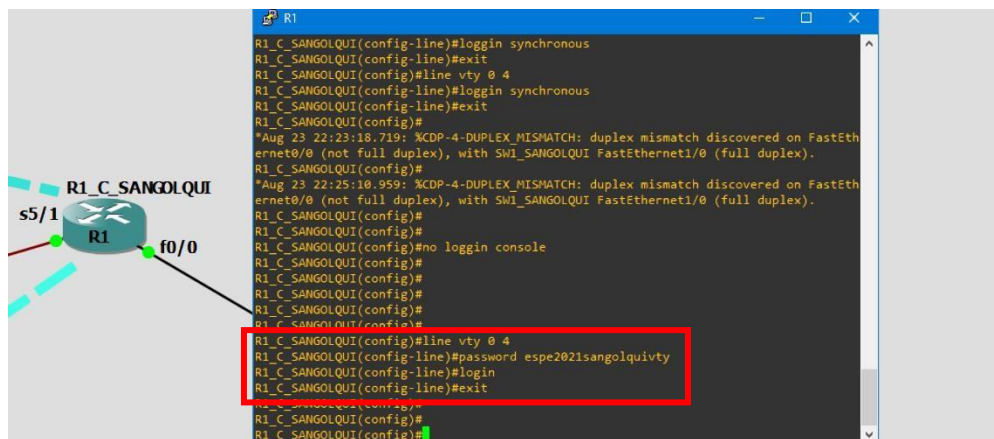 R1
R1_C_SANGOLQUI(config-line)#loggin synchronous
R1_C_SANGOLQUI(config-line)#exit
R1_C_SANGOLQUI(config)#line vty 0 4
R1_C_SANGOLQUI(config-line)#loggin synchronous
R1_C_SANGOLQUI(config-line)#exit
R1_C_SANGOLQUI(config)#
*Aug 23 22:23:18.719: %CDP-4-DUPLEX_MISMATCH: duplex mismatch discovered on FastEth
ernet0/0 (not full duplex), with SW1_SANGOLQUI FastEthernet1/0 (full duplex).
R1_C_SANGOLQUI(config)#
*Aug 23 22:25:10.959: %CDP-4-DUPLEX_MISMATCH: duplex mismatch discovered on FastEth
ernet0/0 (not full duplex), with SW1_SANGOLQUI FastEthernet1/0 (full duplex).
R1_C_SANGOLQUI(config)#
R1_C_SANGOLQUI(config)#
R1_C_SANGOLQUI(config)#no loggin console
R1_C_SANGOLQUI(config)#
R1_C_SANGOLQUI(config)#
R1_C_SANGOLQUI(config)#
R1_C_SANGOLQUI(config)#
R1_C_SANGOLQUI(config)#
R1_C_SANGOLQUI(config)#line vty 0 4
R1_C_SANGOLQUI(config-line)#password espe2021sangolquivty
R1_C_SANGOLQUI(config-line)#login
R1_C_SANGOLQUI(config-line)#exit
R1_C_SANGOLQUI(config)#
R1_C_SANGOLQUI(config)#
R1_C_SANGOLQUI(config)#
R1_C_SANGOLQUI
s5/1
R1
f0/0